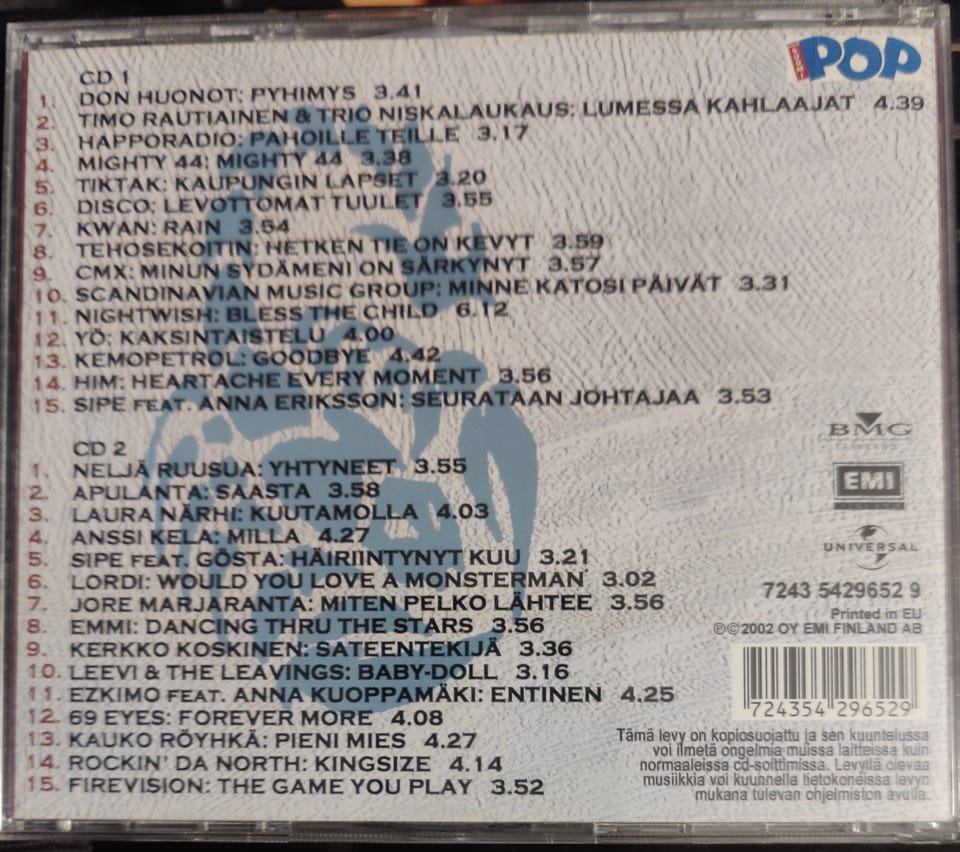 POP
CD 1
1. DON HUONOT: PYHIMYS 3.41
2. TIMO RAUTIAINEN & TRIO NISKALAUKAUS: LUMESSA KAHLAAJAT 4.39
3. HAPPORADIO: PAHOILLE TEILLE 3.17
4. MIGHTY 44: MIGHTY 44 3.38
5. TIKTAK: KAUPUNGIN LAPSET 3.20
6. DISCO: LEVOTTOMAT TUULET 3.55
7. KWAN: RAIN 3.54
8. TEHOSEKOITIN: HETKEN TIE ON KEVYT 3.59
9. CMX: MINUN SYDÄMENI ON SÄRKYNYT 3.57
10. SCANDINAVIAN MUSIC GROUP: MINNE KATOSI PÄIVÄT 3.31
11. NIGHTWISH: BLESS THE CHILD 6.12
12. YÖ: KAKSINTAISTELU 4.00
13. KEMOPETROL: GOODBYE 4.42
14. HIM: HEARTACHE EVERY MOMENT 3.56
15. SIPE FEAT. ANNA ERIKSSON: SEURATAAN JOHTAJAA 3.53
CD 2
1. NELJÄ RUUSUA: YHTYNEET 3.55
2. APULANTA: SAASTA 3.58
3. LAURA NÄRHI: KUUTAMOLLA 4.03
4. ANSSI KELA: MILLA 4.27
5. SIPE FEAT. GÖSTA: HÄIRIINTYNYT KUU 3.21
6. LORDI: WOULD YOU LOVE A MONSTERMAN 3.02
7. JORE MARJARANTA: MITEN PELKO LÄHTEE 3.56
8. EMMI: DANCING THRU THE STARS 3.56
9. KERKKO KOSKINEN: SATEENTEKIJÄ 3.36
10. LEEVI & THE LEAVINGS: BABY-DOLL 3.16
11. EZKIMO FEAT. ANNA KUOPPAMÄKI: ENTINEN 4.25
12. 69 EYES: FOREVER MORE 4.08
13. KAUKO RÖYHKÄ: PIENI MIES 4.27
14. ROCKIN' DA NORTH: KINGSIZE 4.14
15. FIREVISION: THE GAME YOU PLAY 3.52
BMG
FINLAND
EMI
FINLAND
UNIVERSAL
7243 5429652 9
Printed in EU
℗©2002 OY EMI FINLAND AB
724354 296529
Tämä levy on kopiosuojattu ja sen kuuntelussa
voi ilmetä ongelmia muissa laitteissa kuin
normaaleissa cd-soittimissa. Levyllä olevaa
musiikkia voi kuunnella tietokoneissa levyn
mukana tulevan ohjelmiston avulla.